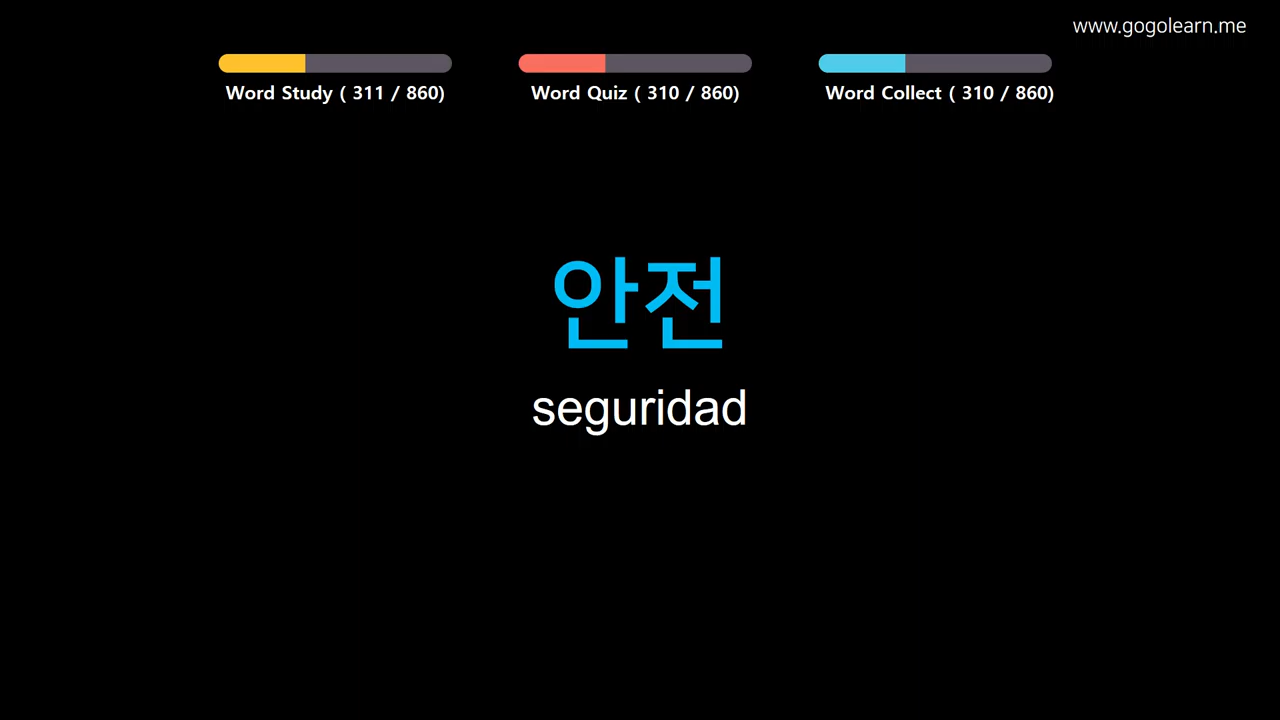 www.gogolearn.me
Word Study ( 311 / 860)
Word Quiz ( 310 / 860)
Word Collect ( 310 / 860)
안전
seguridad